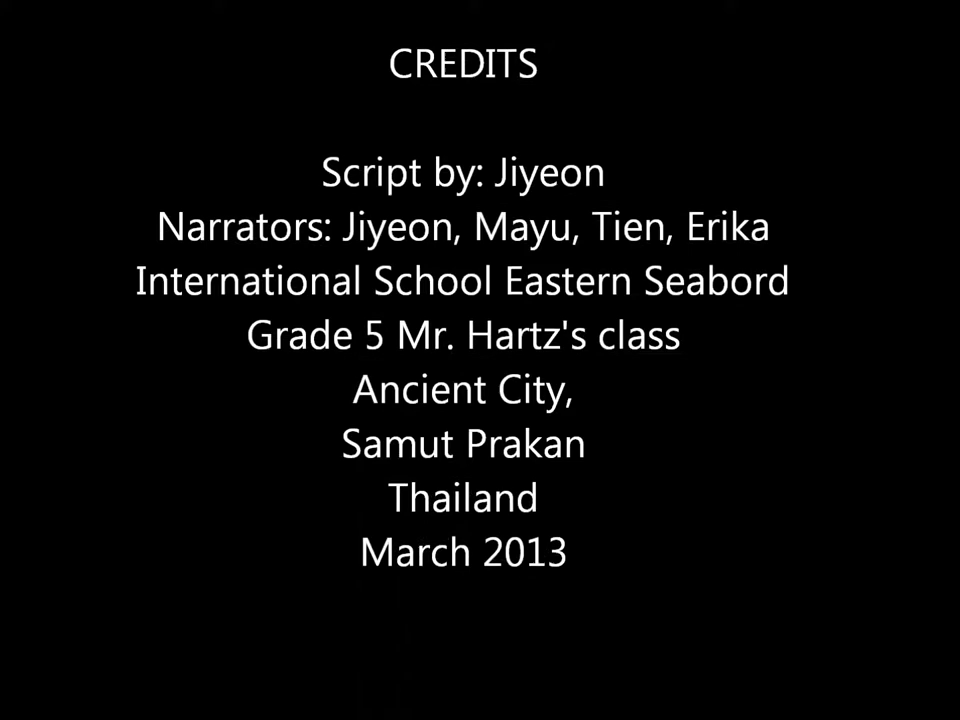 CREDITS
Script by: Jiyeon
Narrators: Jiyeon, Mayu, Tien, Erika
International School Eastern Seabord
Grade 5 Mr. Hartz's class
Ancient City,
Samut Prakan
Thailand
March 2013